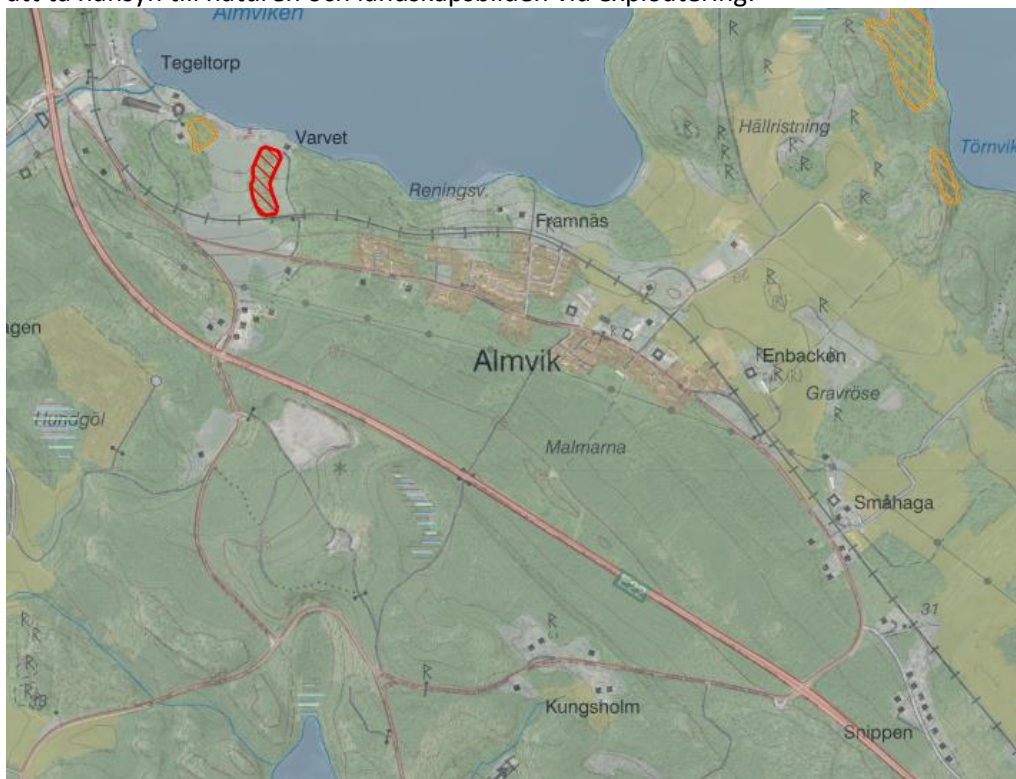 att ta hänsyn till naturen och landskapsbilden vid exploatering.
Almviken
Tegeltorp
Varvet
Hällristning
Törnvik
Reningsv.
Framnäs
agen
Almvik
Enbacken
Gravröse
Hundgöl
Malmarna
Småhaga
31
Kungsholm
Snippen